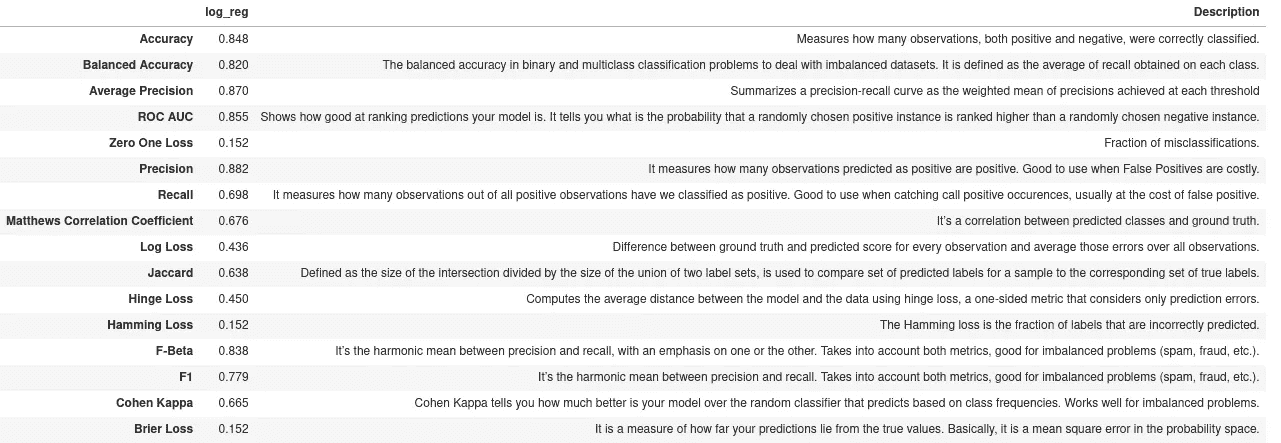 log_reg Description
Accuracy 0.848 Measures how many observations, both positive and negative, were correctly classified.
Balanced Accuracy 0.820 The balanced accuracy in binary and multiclass classification problems to deal with imbalanced datasets. It is defined as the average of recall obtained on each class.
Average Precision 0.870 Summarizes a precision-recall curve as the weighted mean of precisions achieved at each threshold
ROC AUC 0.855 Shows how good at ranking predictions your model is. It tells you what is the probability that a randomly chosen positive instance is ranked higher than a randomly chosen negative instance.
Zero One Loss 0.152 Fraction of misclassifications.
Precision 0.882 It measures how many observations predicted as positive are positive. Good to use when False Positives are costly.
Recall 0.698 It measures how many observations out of all positive observations have we classified as positive. Good to use when catching call positive occurences, usually at the cost of false positive.
Matthews Correlation Coefficient 0.676 It's a correlation between predicted classes and ground truth.
Log Loss 0.436 Difference between ground truth and predicted score for every observation and average those errors over all observations.
Jaccard 0.638 Defined as the size of the intersection divided by the size of the union of two label sets, is used to compare set of predicted labels for a sample to the corresponding set of true labels.
Hinge Loss 0.450 Computes the average distance between the model and the data using hinge loss, a one-sided metric that considers only prediction errors.
Hamming Loss 0.152 The Hamming loss is the fraction of labels that are incorrectly predicted.
F-Beta 0.838 It's the harmonic mean between precision and recall, with an emphasis on one or the other. Takes into account both metrics, good for imbalanced problems (spam, fraud, etc.).
F1 0.779 It's the harmonic mean between precision and recall. Takes into account both metrics, good for imbalanced problems (spam, fraud, etc.).
Cohen Kappa 0.665 Cohen Kappa tells you how much better is your model over the random classifier that predicts based on class frequencies. Works well for imbalanced problems.
Brier Loss 0.152 It is a measure of how far your predictions lie from the true values. Basically, it is a mean square error in the probability space.